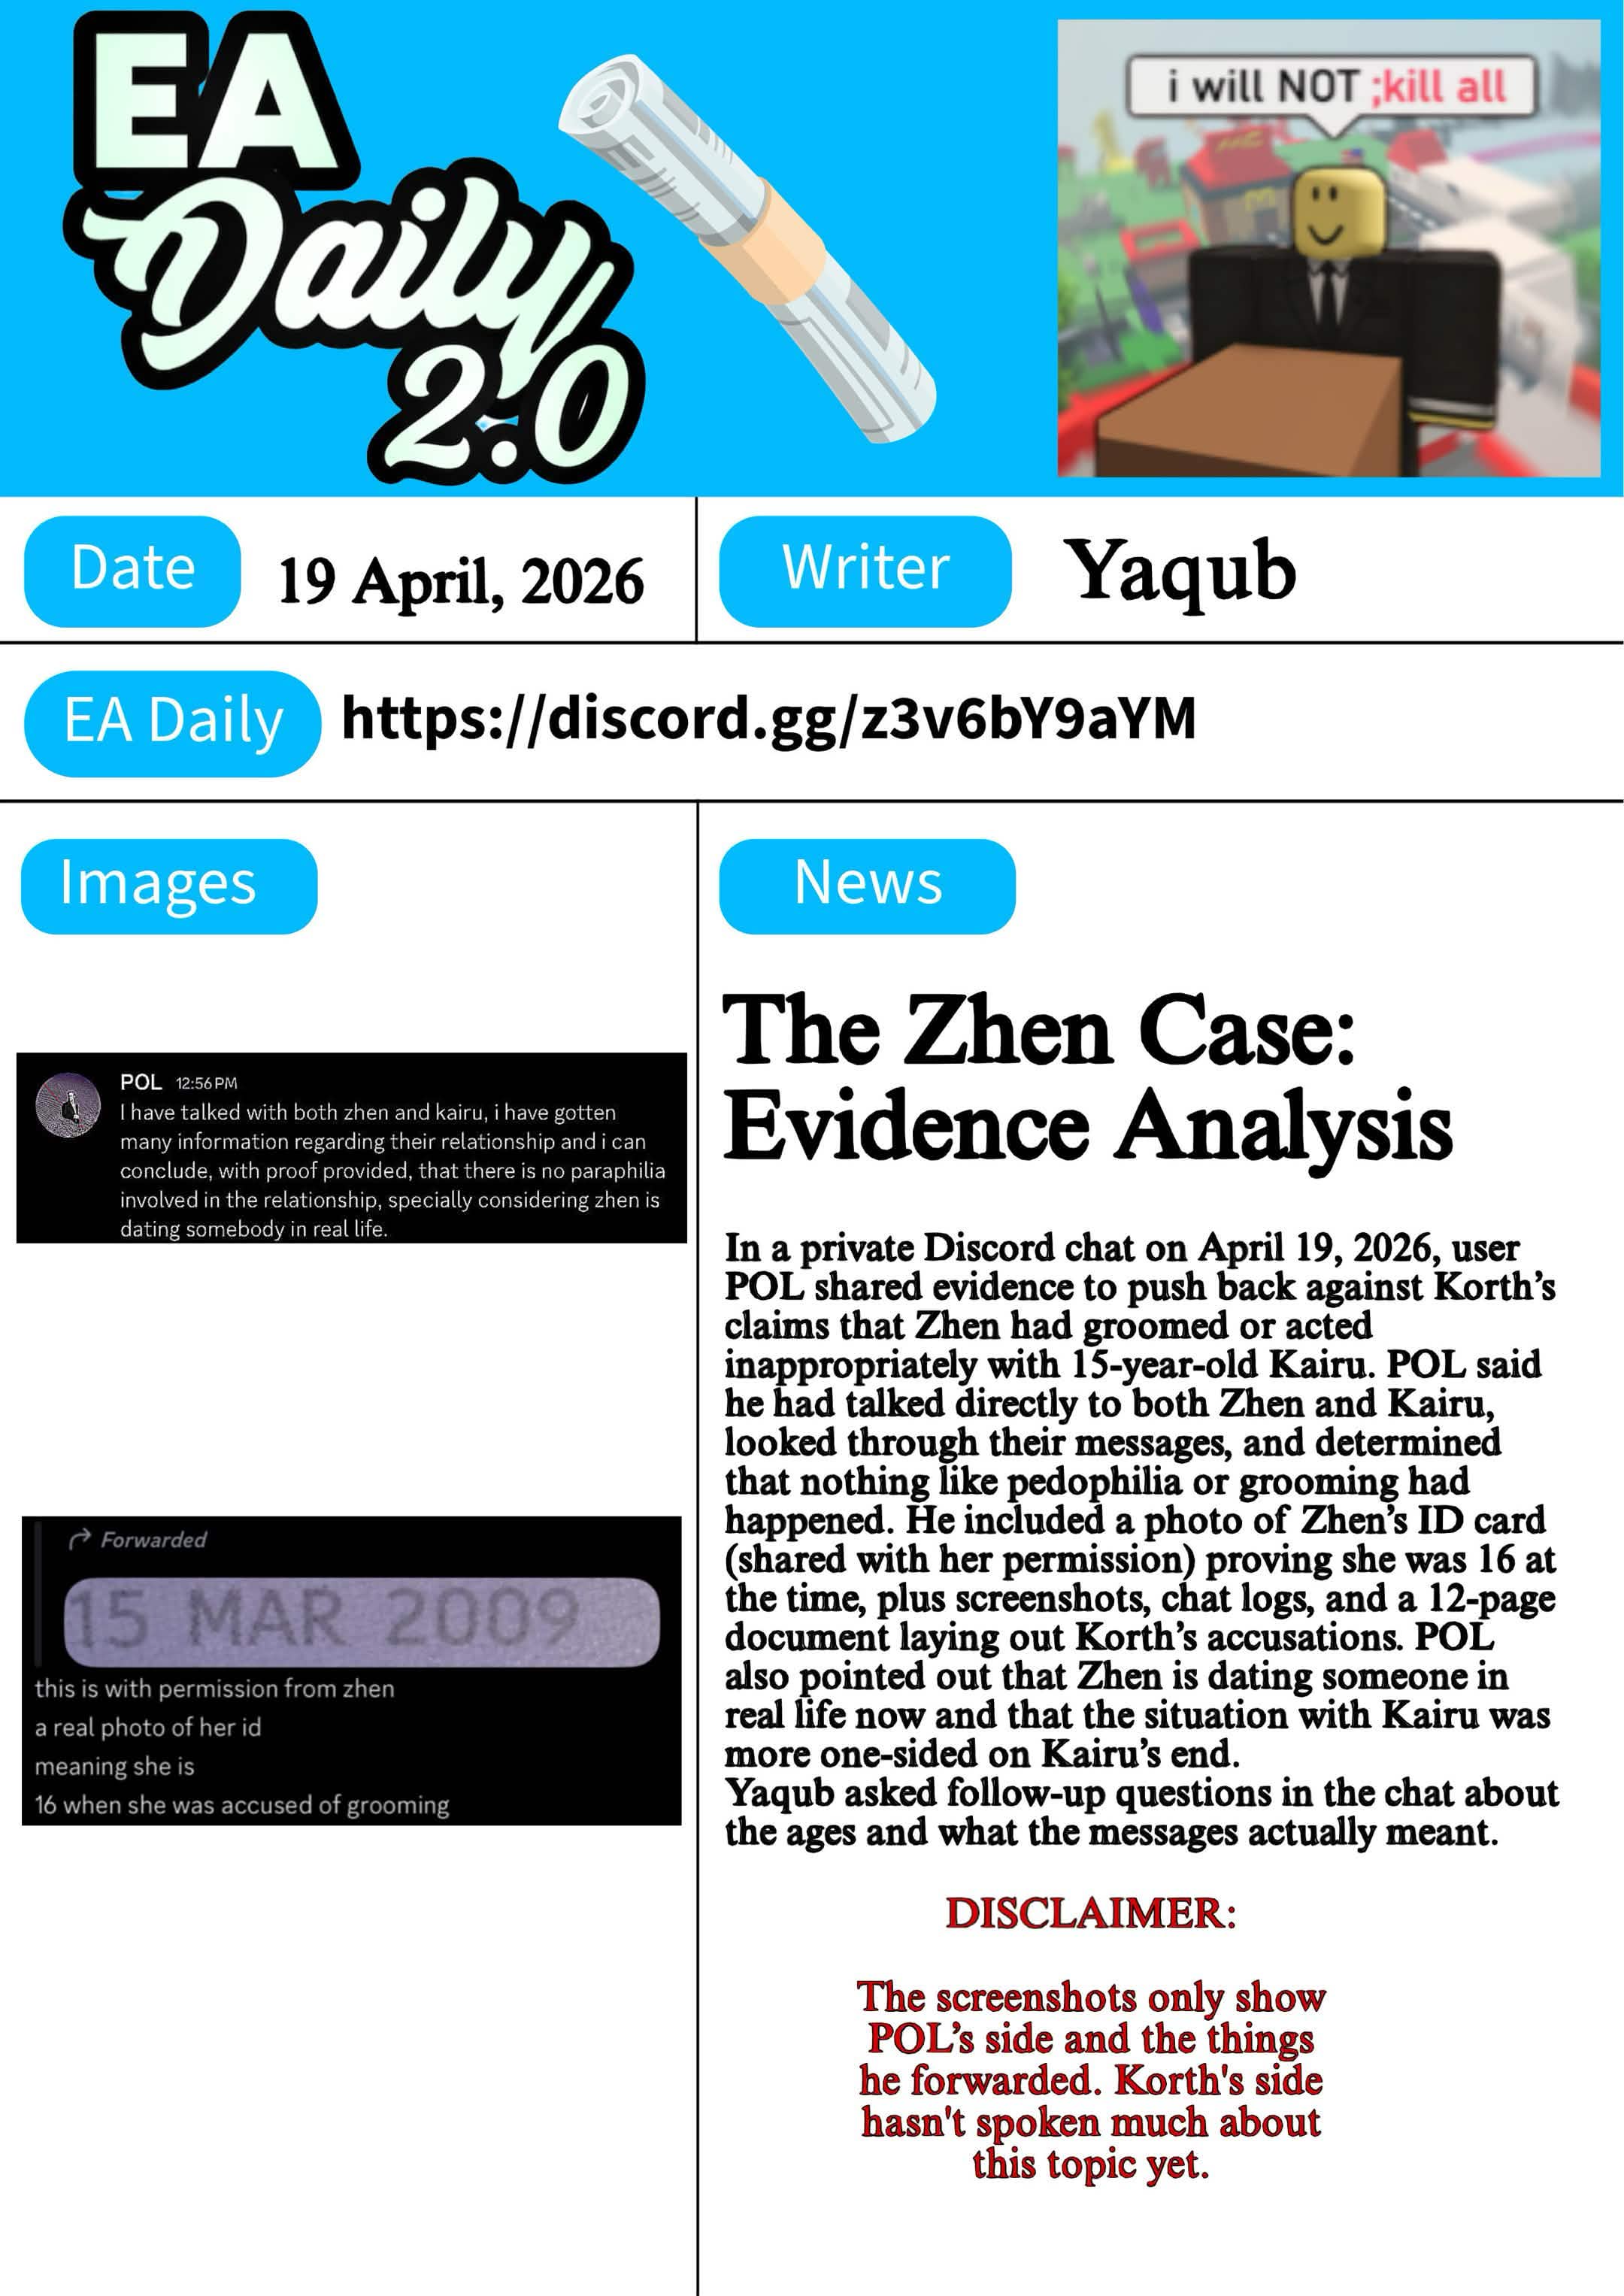 EA
Daily
2.0
i will NOT ;kill all
Date
19 April, 2026
Writer
Yaqub
EA Daily
https://discord.gg/z3v6bY9aYM
Images
POL 12:56 PM
I have talked with both zhen and kairu, i have gotten
many information regarding their relationship and i can
conclude, with proof provided, that there is no paraphilia
involved in the relationship, specially considering zhen is
dating somebody in real life.
Forwarded
15 MAR 2009
this is with permission from zhen
a real photo of her id
meaning she is
16 when she was accused of grooming
News
The Zhen Case:
Evidence Analysis
In a private Discord chat on April 19, 2026, user
POL shared evidence to push back against Korth’s
claims that Zhen had groomed or acted
inappropriately with 15-year-old Kairu. POL said
he had talked directly to both Zhen and Kairu,
looked through their messages, and determined
that nothing like pedophilia or grooming had
happened. He included a photo of Zhen’s ID card
(shared with her permission) proving she was 16 at
the time, plus screenshots, chat logs, and a 12-page
document laying out Korth’s accusations. POL
also pointed out that Zhen is dating someone in
real life now and that the situation with Kairu was
more one-sided on Kairu’s end.
Yaqub asked follow-up questions in the chat about
the ages and what the messages actually meant.
DISCLAIMER:
The screenshots only show
POL’s side and the things
he forwarded. Korth's side
hasn't spoken much about
this topic yet.